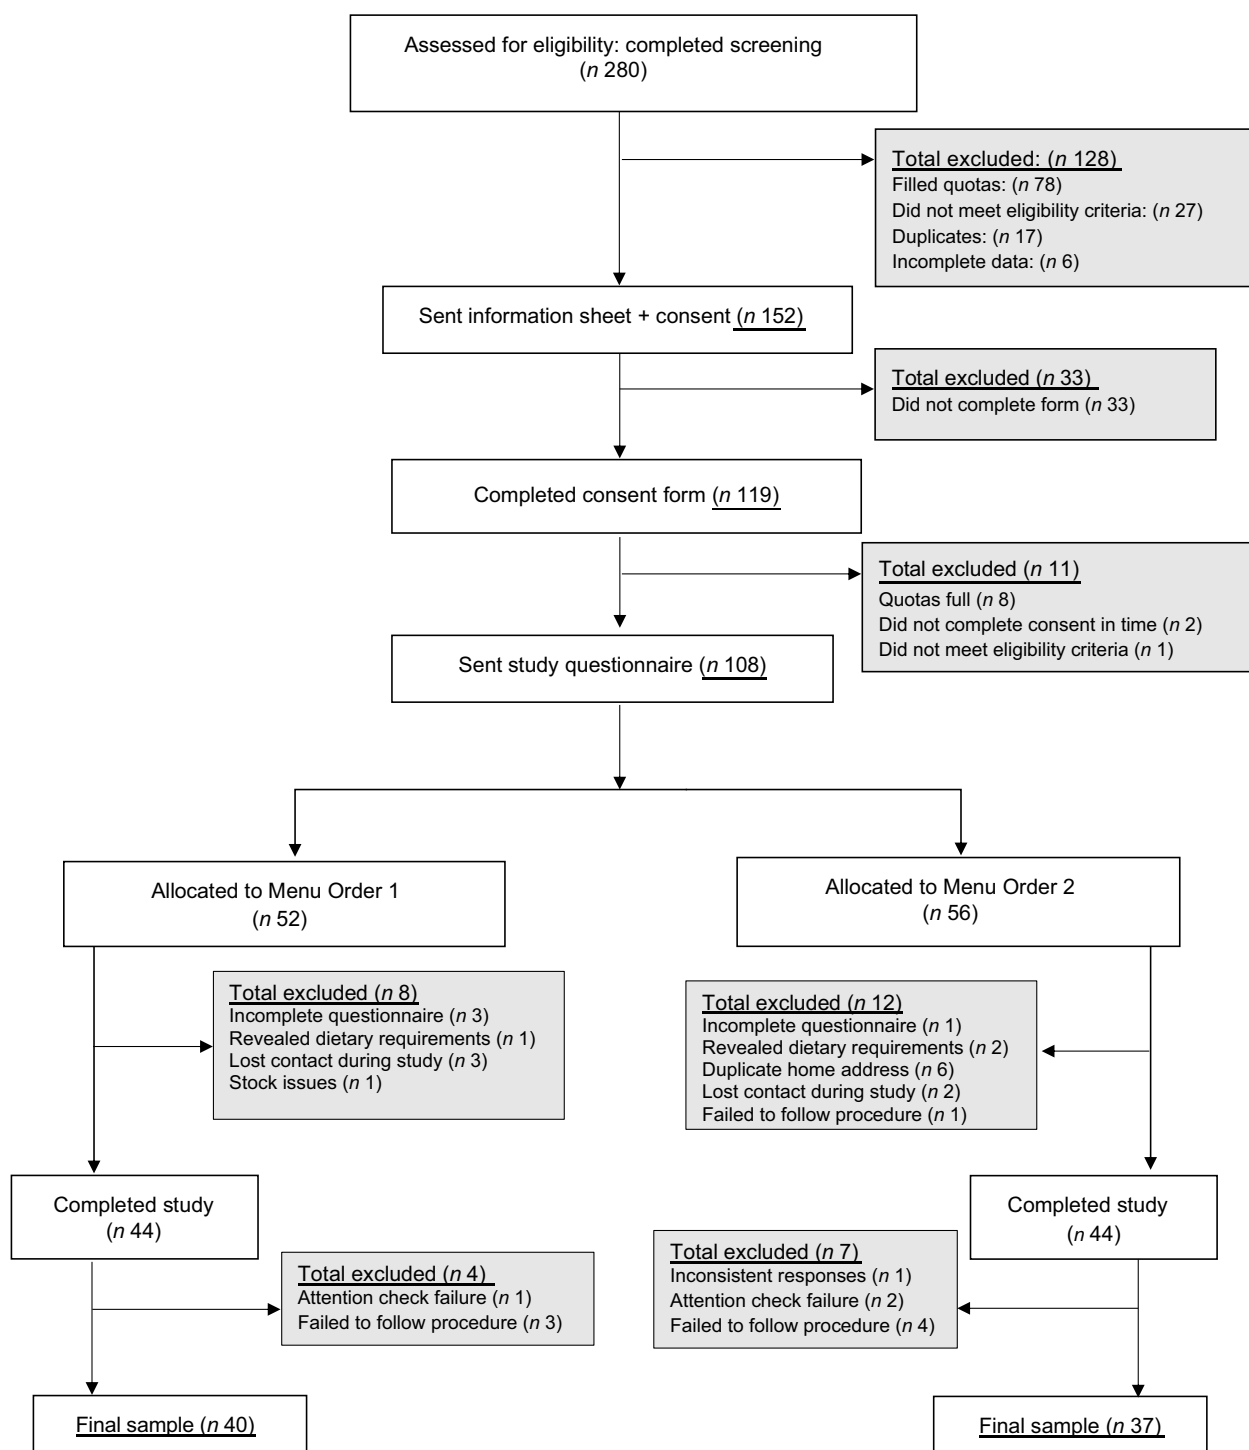 Assessed for eligibility: completed screening
(n 280)
Total excluded: (n 128)
Filled quotas: (n 78)
Did not meet eligibility criteria: (n 27)
Duplicates: (n 17)
Incomplete data: (n 6)
Sent information sheet + consent (n 152)
Total excluded (n 33)
Did not complete form (n 33)
Completed consent form (n 119)
Total excluded (n 11)
Quotas full (n 8)
Did not complete consent in time (n 2)
Did not meet eligibility criteria (n 1)
Sent study questionnaire (n 108)
Allocated to Menu Order 1
(n 52)
Allocated to Menu Order 2
(n 56)
Total excluded (n 8)
Incomplete questionnaire (n 3)
Revealed dietary requirements (n 1)
Lost contact during study (n 3)
Stock issues (n 1)
Total excluded (n 12)
Incomplete questionnaire (n 1)
Revealed dietary requirements (n 2)
Duplicate home address (n 6)
Lost contact during study (n 2)
Failed to follow procedure (n 1)
Completed study
(n 44)
Completed study
(n 44)
Total excluded (n 4)
Attention check failure (n 1)
Failed to follow procedure (n 3)
Total excluded (n 7)
Inconsistent responses (n 1)
Attention check failure (n 2)
Failed to follow procedure (n 4)
Final sample (n 40)
Final sample (n 37)